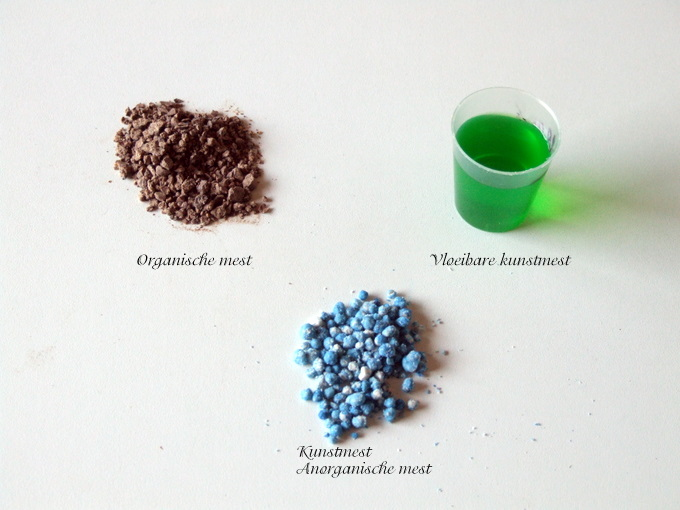 Organische mest
Vloeibare kunstmest
Kunstmest
Anorganische mest